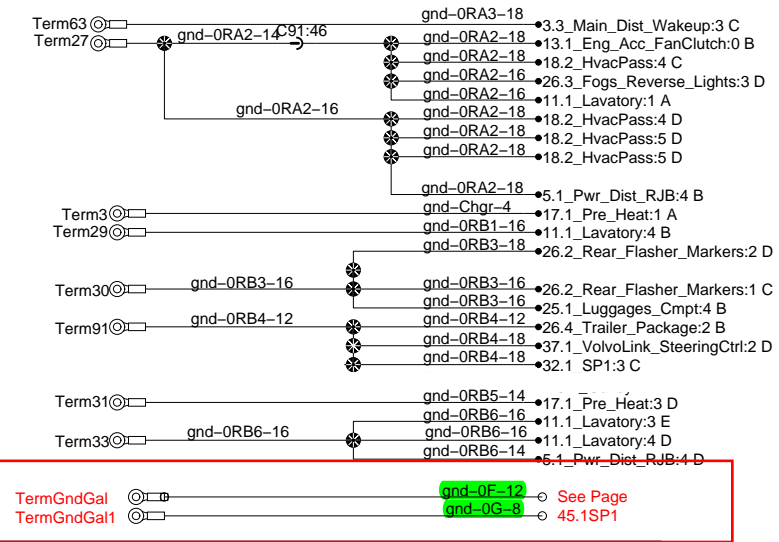 Term63 gnd-0RA3-18 3.3_Main_Dist_Wakeup:3 C
Term27 gnd-0RA2-14 C91:46 gnd-0RA2-18 13.1_Eng_Acc_FanClutch:0 B
gnd-0RA2-18 18.2_HvacPass:4 C
gnd-0RA2-16 26.3_Fogs_Reverse_Lights:3 D
gnd-0RA2-16 11.1_Lavatory:1 A
gnd-0RA2-16 gnd-0RA2-18 18.2_HvacPass:4 D
gnd-0RA2-18 18.2_HvacPass:5 D
gnd-0RA2-18 18.2_HvacPass:5 D
gnd-0RA2-18 5.1_Pwr_Dist_RJB:4 B
Term3 gnd-Chgr-4 17.1_Pre_Heat:1 A
Term29 gnd-0RB1-16 11.1_Lavatory:4 B
gnd-0RB3-18 26.2_Rear_Flasher_Markers:2 D
Term30 gnd-0RB3-16 gnd-0RB3-16 26.2_Rear_Flasher_Markers:1 C
gnd-0RB3-16 25.1_Luggages_Cmpt:4 B
Term91 gnd-0RB4-12 gnd-0RB4-12 26.4_Trailer_Package:2 B
gnd-0RB4-18 37.1_VolvoLink_SteeringCtrl:2 D
gnd-0RB4-18 32.1_SP1:3 C
Term31 gnd-0RB5-14 17.1_Pre_Heat:3 D
gnd-0RB6-16 11.1_Lavatory:3 E
Term33 gnd-0RB6-16 gnd-0RB6-16 11.1_Lavatory:4 D
gnd-0RB6-14 5.1_Pwr_Dist_RJB:4 D
TermGndGal gnd-0F-12 See Page
TermGndGal1 gnd-0G-8 45.1SP1